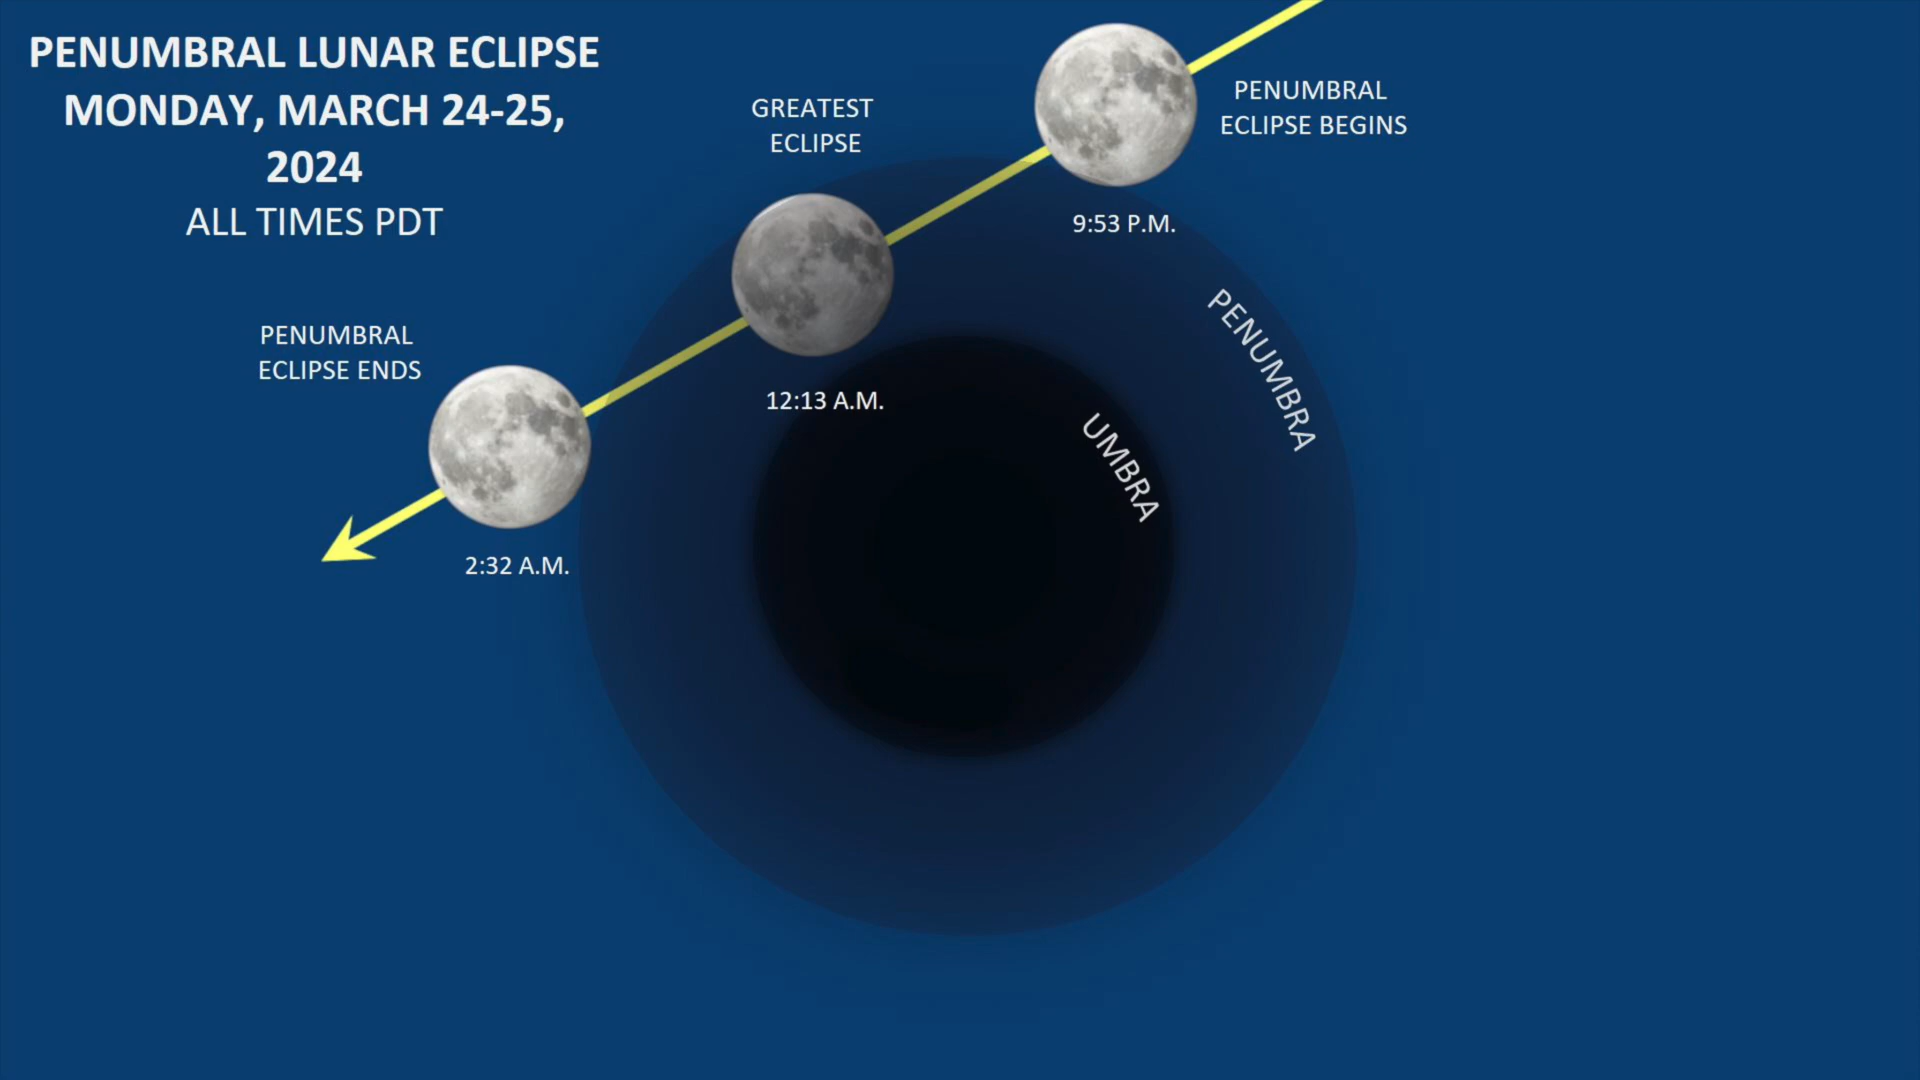 PENUMBRAL LUNAR ECLIPSE
MONDAY, MARCH 24-25,
2024
ALL TIMES PDT
GREATEST
ECLIPSE
PENUMBRAL
ECLIPSE BEGINS
9:53 P.M.
PENUMBRAL
ECLIPSE ENDS
12:13 A.M.
2:32 A.M.
PENUMBRA
UMBRA